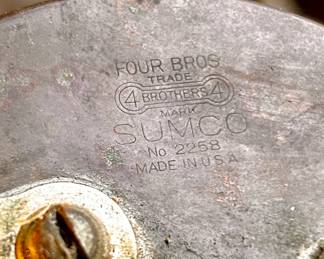 FOUR BROS
TRADE
4 BROTHERS 4
MARK
SUMCO
No. 2258
MADE IN U.S.A.